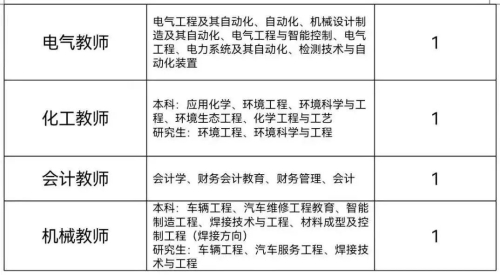 电气教师
电气工程及其自动化、自动化、机械设计制
造及其自动化、电气工程与智能控制、电气
工程、电力系统及其自动化、检测技术与自
动化装置
1
化工教师
本科：应用化学、环境工程、环境科学与工
程、环境生态工程、化学工程与工艺
研究生：环境工程、环境科学与工程
1
会计教师
会计学、财务会计教育、财务管理、会计
1
机械教师
本科：车辆工程、汽车维修工程教育、智能
制造工程、焊接技术与工程、材料成型及控
制工程（焊接方向）
研究生：车辆工程、汽车服务工程、焊接技
术与工程
1